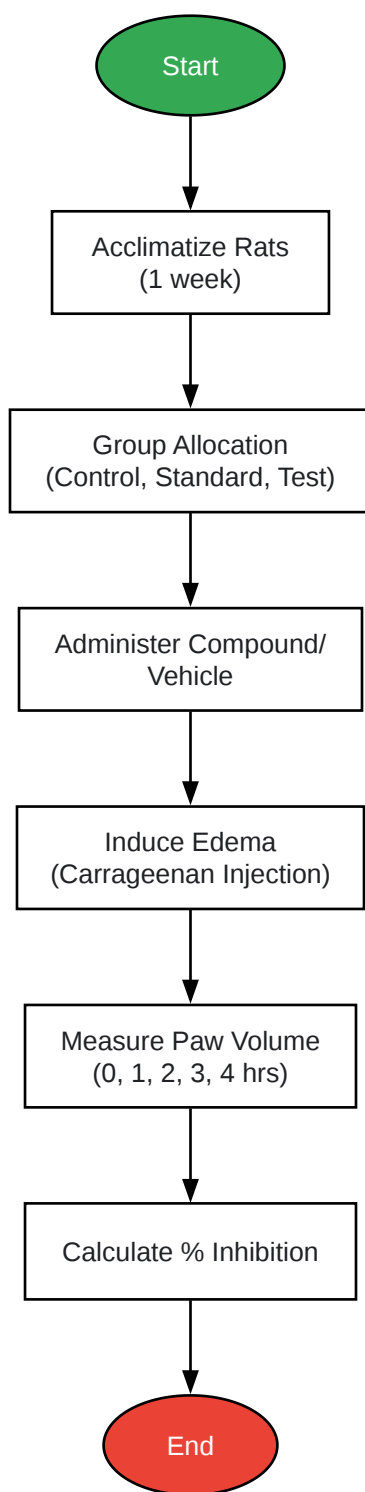 Start
Acclimatize Rats
(1 week)
Group Allocation
(Control, Standard, Test)
Administer Compound/
Vehicle
Induce Edema
(Carrageenan Injection)
Measure Paw Volume
(0, 1, 2, 3, 4 hrs)
Calculate % Inhibition
End